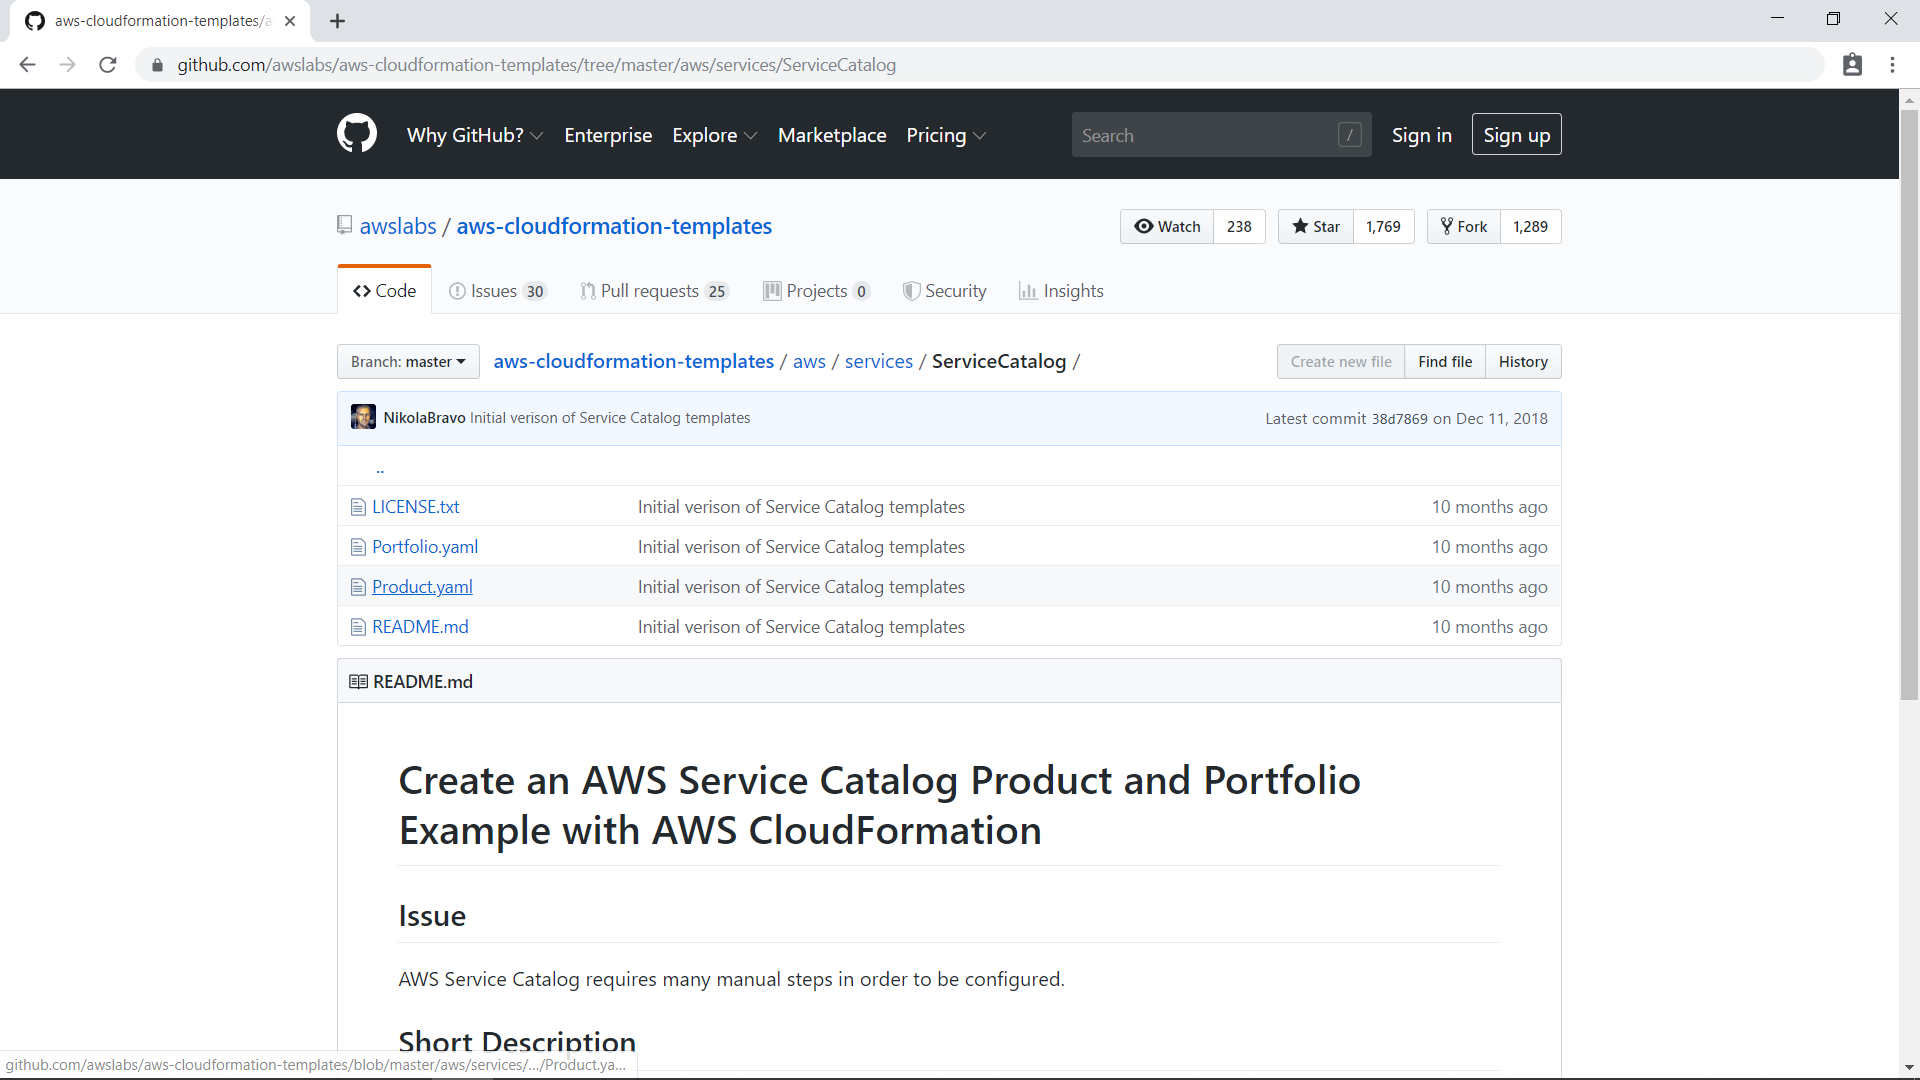 aws-cloudformation-templates/a
github.com/awslabs/aws-cloudformation-templates/tree/master/aws/services/ServiceCatalog
Why GitHub? Enterprise Explore Marketplace Pricing Search / Sign in Sign up
awslabs / aws-cloudformation-templates Watch 238 Star 1,769 Fork 1,289
Code Issues 30 Pull requests 25 Projects 0 Security Insights
Branch: master aws-cloudformation-templates / aws / services / ServiceCatalog / Create new file Find file History
NikolaBravo Initial verison of Service Catalog templates Latest commit 38d7869 on Dec 11, 2018
..
LICENSE.txt Initial verison of Service Catalog templates 10 months ago
Portfolio.yaml Initial verison of Service Catalog templates 10 months ago
Product.yaml Initial verison of Service Catalog templates 10 months ago
README.md Initial verison of Service Catalog templates 10 months ago
README.md
Create an AWS Service Catalog Product and Portfolio
Example with AWS CloudFormation
Issue
AWS Service Catalog requires many manual steps in order to be configured.
Short Description
github.com/awslabs/aws-cloudformation-templates/blob/master/aws/services/.../Product.ya...